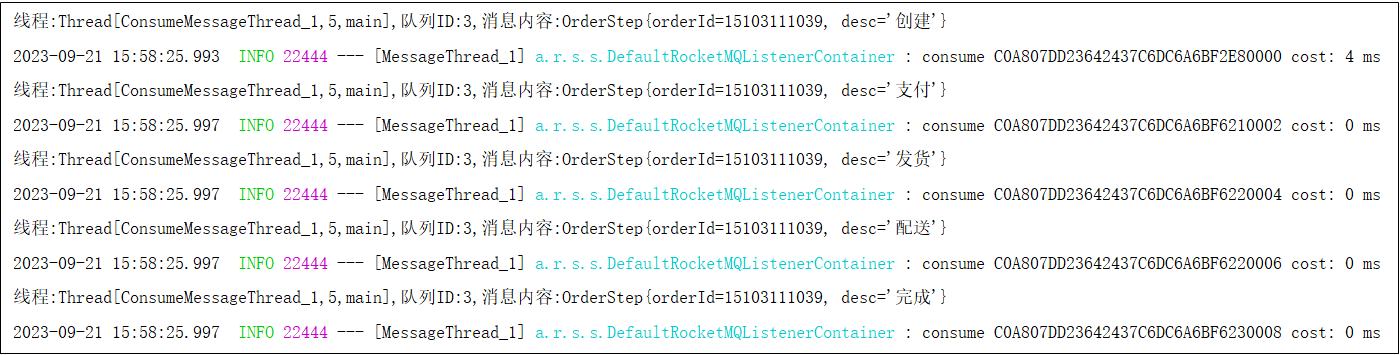 线程:Thread[ConsumeMessageThread_1,5,main],队列ID:3,消息内容:OrderStep{orderId=15103111039, desc='创建'}
2023-09-21 15:58:25.993  INFO 22444 --- [MessageThread_1] a.r.s.s.DefaultRocketMQListenerContainer : consume C0A807DD23642437C6DC6A6BF2E80000 cost: 4 ms
线程:Thread[ConsumeMessageThread_1,5,main],队列ID:3,消息内容:OrderStep{orderId=15103111039, desc='支付'}
2023-09-21 15:58:25.997  INFO 22444 --- [MessageThread_1] a.r.s.s.DefaultRocketMQListenerContainer : consume C0A807DD23642437C6DC6A6BF6210002 cost: 0 ms
线程:Thread[ConsumeMessageThread_1,5,main],队列ID:3,消息内容:OrderStep{orderId=15103111039, desc='发货'}
2023-09-21 15:58:25.997  INFO 22444 --- [MessageThread_1] a.r.s.s.DefaultRocketMQListenerContainer : consume C0A807DD23642437C6DC6A6BF6220004 cost: 0 ms
线程:Thread[ConsumeMessageThread_1,5,main],队列ID:3,消息内容:OrderStep{orderId=15103111039, desc='配送'}
2023-09-21 15:58:25.997  INFO 22444 --- [MessageThread_1] a.r.s.s.DefaultRocketMQListenerContainer : consume C0A807DD23642437C6DC6A6BF6220006 cost: 0 ms
线程:Thread[ConsumeMessageThread_1,5,main],队列ID:3,消息内容:OrderStep{orderId=15103111039, desc='完成'}
2023-09-21 15:58:25.997  INFO 22444 --- [MessageThread_1] a.r.s.s.DefaultRocketMQListenerContainer : consume C0A807DD23642437C6DC6A6BF6230008 cost: 0 ms